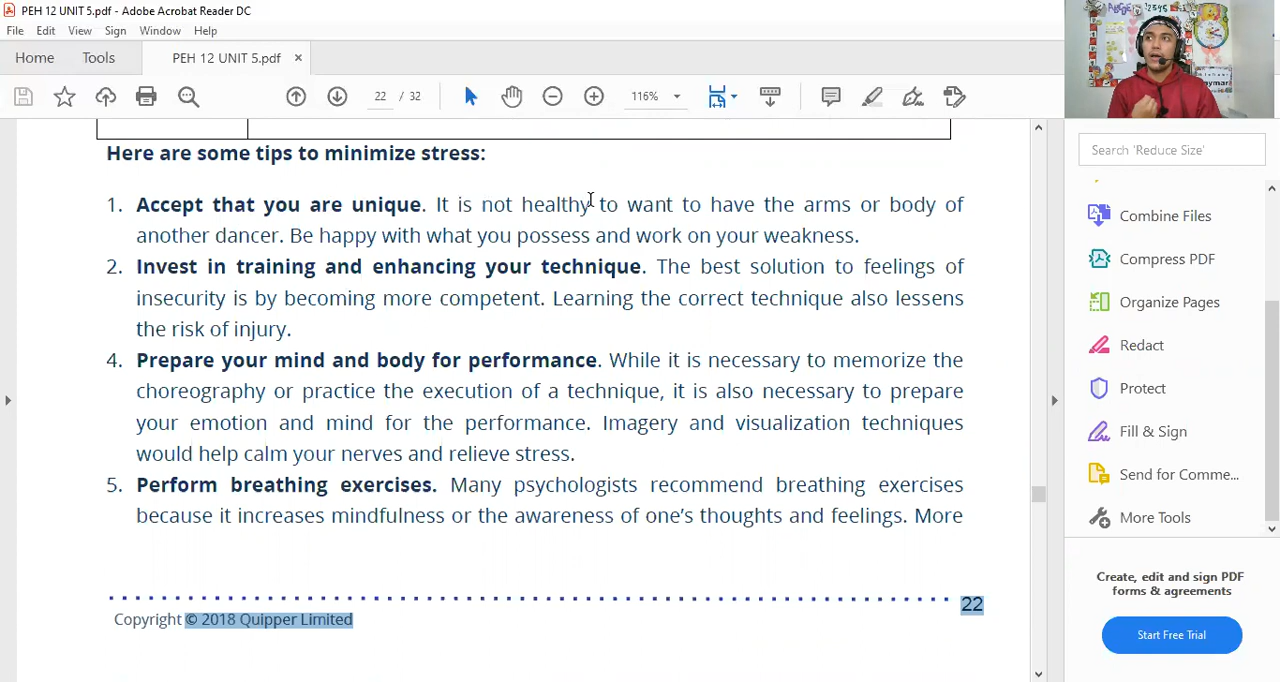 PEH 12 UNIT 5.pdf - Adobe Acrobat Reader DC
File Edit View Sign Window Help
Home Tools PEH 12 UNIT 5.pdf ×
22 / 32 116%
Here are some tips to minimize stress:
1. Accept that you are unique. It is not healthy to want to have the arms or body of
another dancer. Be happy with what you possess and work on your weakness.
2. Invest in training and enhancing your technique. The best solution to feelings of
insecurity is by becoming more competent. Learning the correct technique also lessens
the risk of injury.
4. Prepare your mind and body for performance. While it is necessary to memorize the
choreography or practice the execution of a technique, it is also necessary to prepare
your emotion and mind for the performance. Imagery and visualization techniques
would help calm your nerves and relieve stress.
5. Perform breathing exercises. Many psychologists recommend breathing exercises
because it increases mindfulness or the awareness of one's thoughts and feelings. More
22
Copyright © 2018 Quipper Limited
Search 'Reduce Size'
Combine Files
Compress PDF
Organize Pages
Redact
Protect
Fill & Sign
Send for Comme...
More Tools
Create, edit and sign PDF
forms & agreements
Start Free Trial